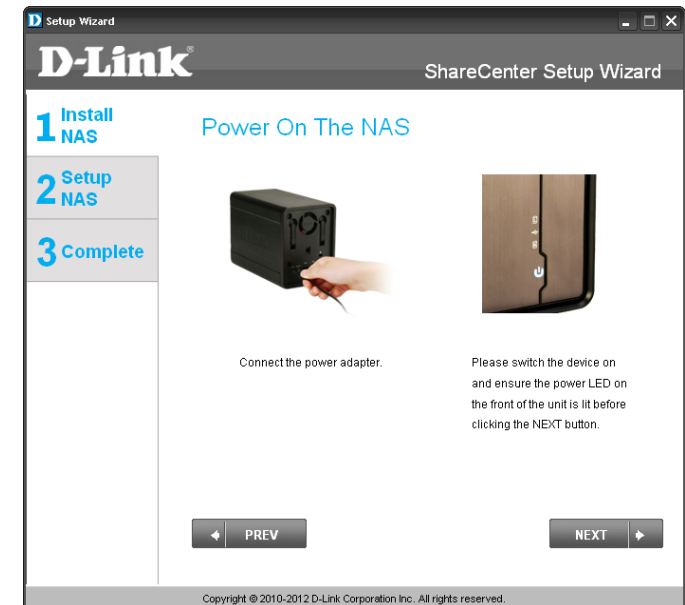 D Setup Wizard
D-Link®
ShareCenter Setup Wizard
1 Install
NAS
2 Setup
NAS
3 Complete
Power On The NAS
Connect the power adapter.
Please switch the device on
and ensure the power LED on
the front of the unit is lit before
clicking the NEXT button.
PREV
NEXT
Copyright © 2010-2012 D-Link Corporation Inc. All rights reserved.